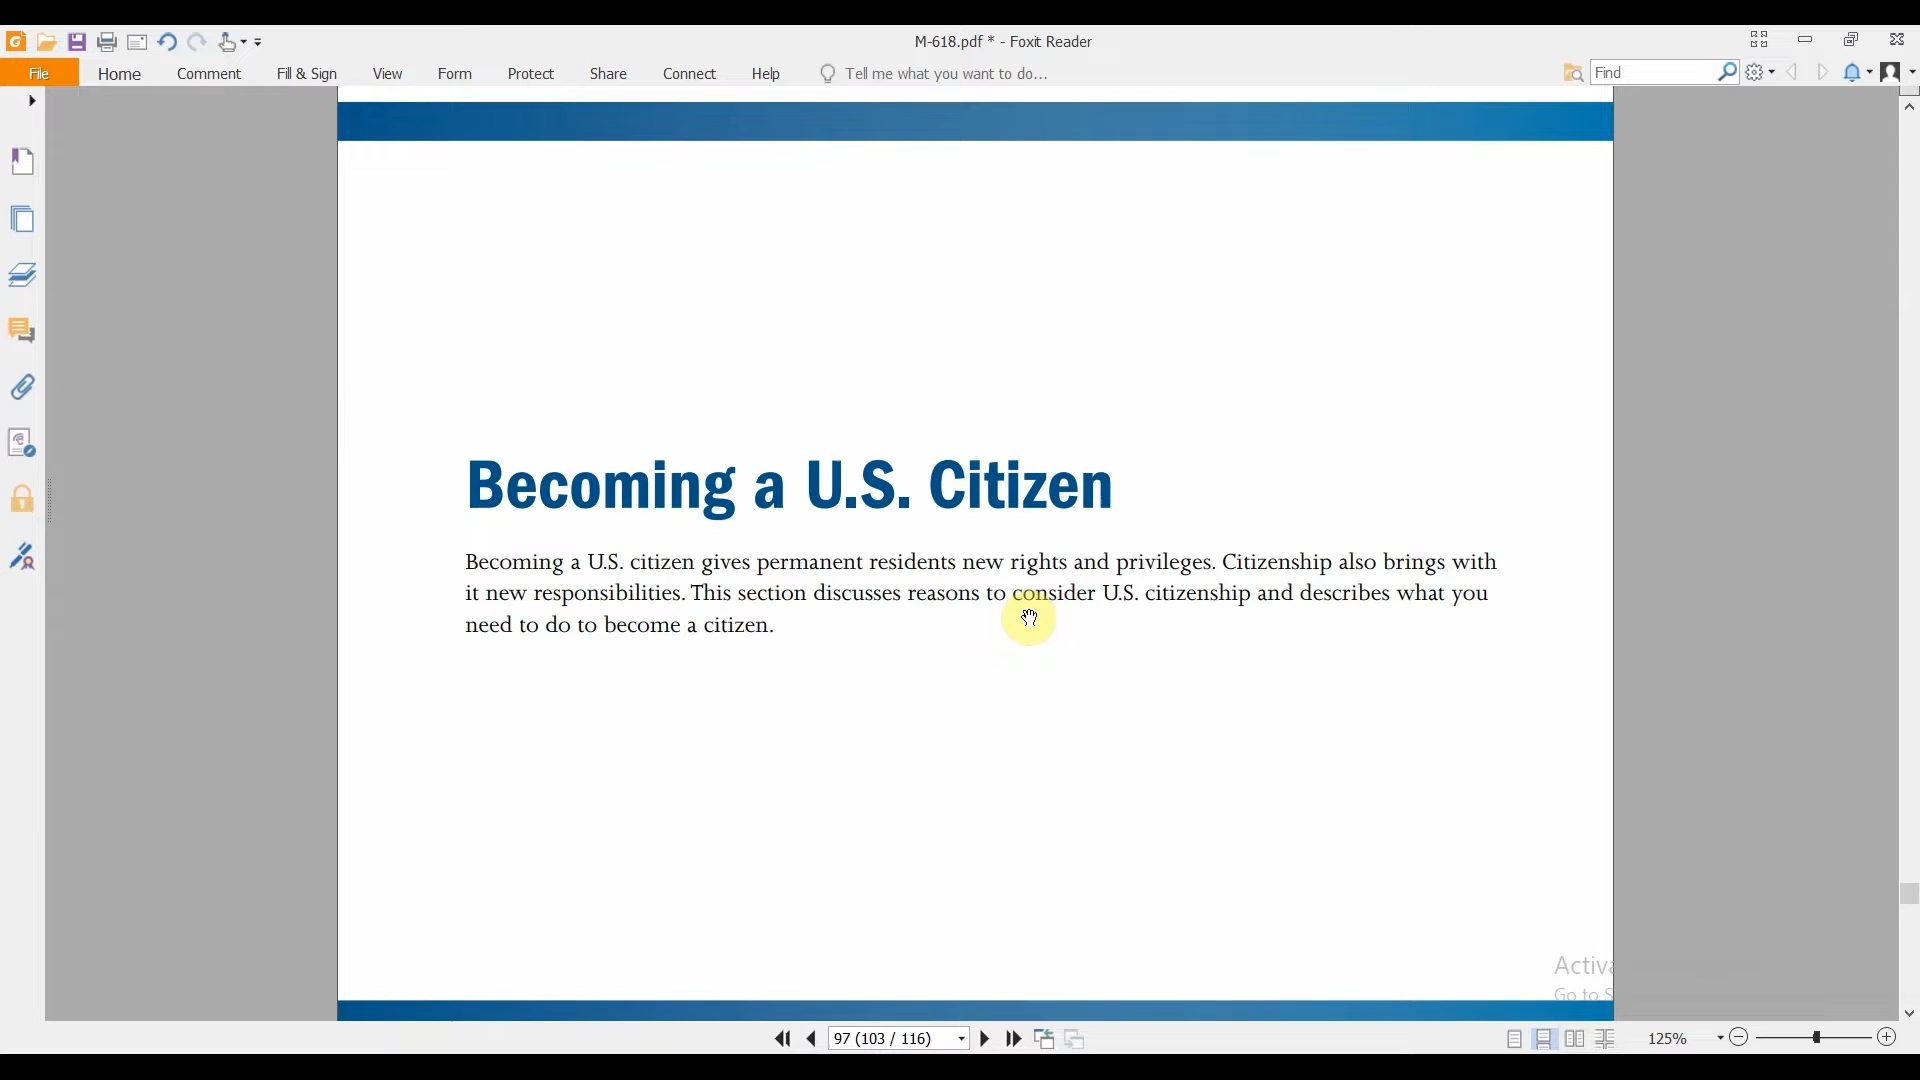 M-618.pdf * - Foxit Reader
File Home Comment Fill & Sign View Form Protect Share Connect Help Tell me what you want to do... Find
Becoming a U.S. Citizen
Becoming a U.S. citizen gives permanent residents new rights and privileges. Citizenship also brings with
it new responsibilities. This section discusses reasons to consider U.S. citizenship and describes what you
need to do to become a citizen.
Go to
97 (103 / 116) 125%